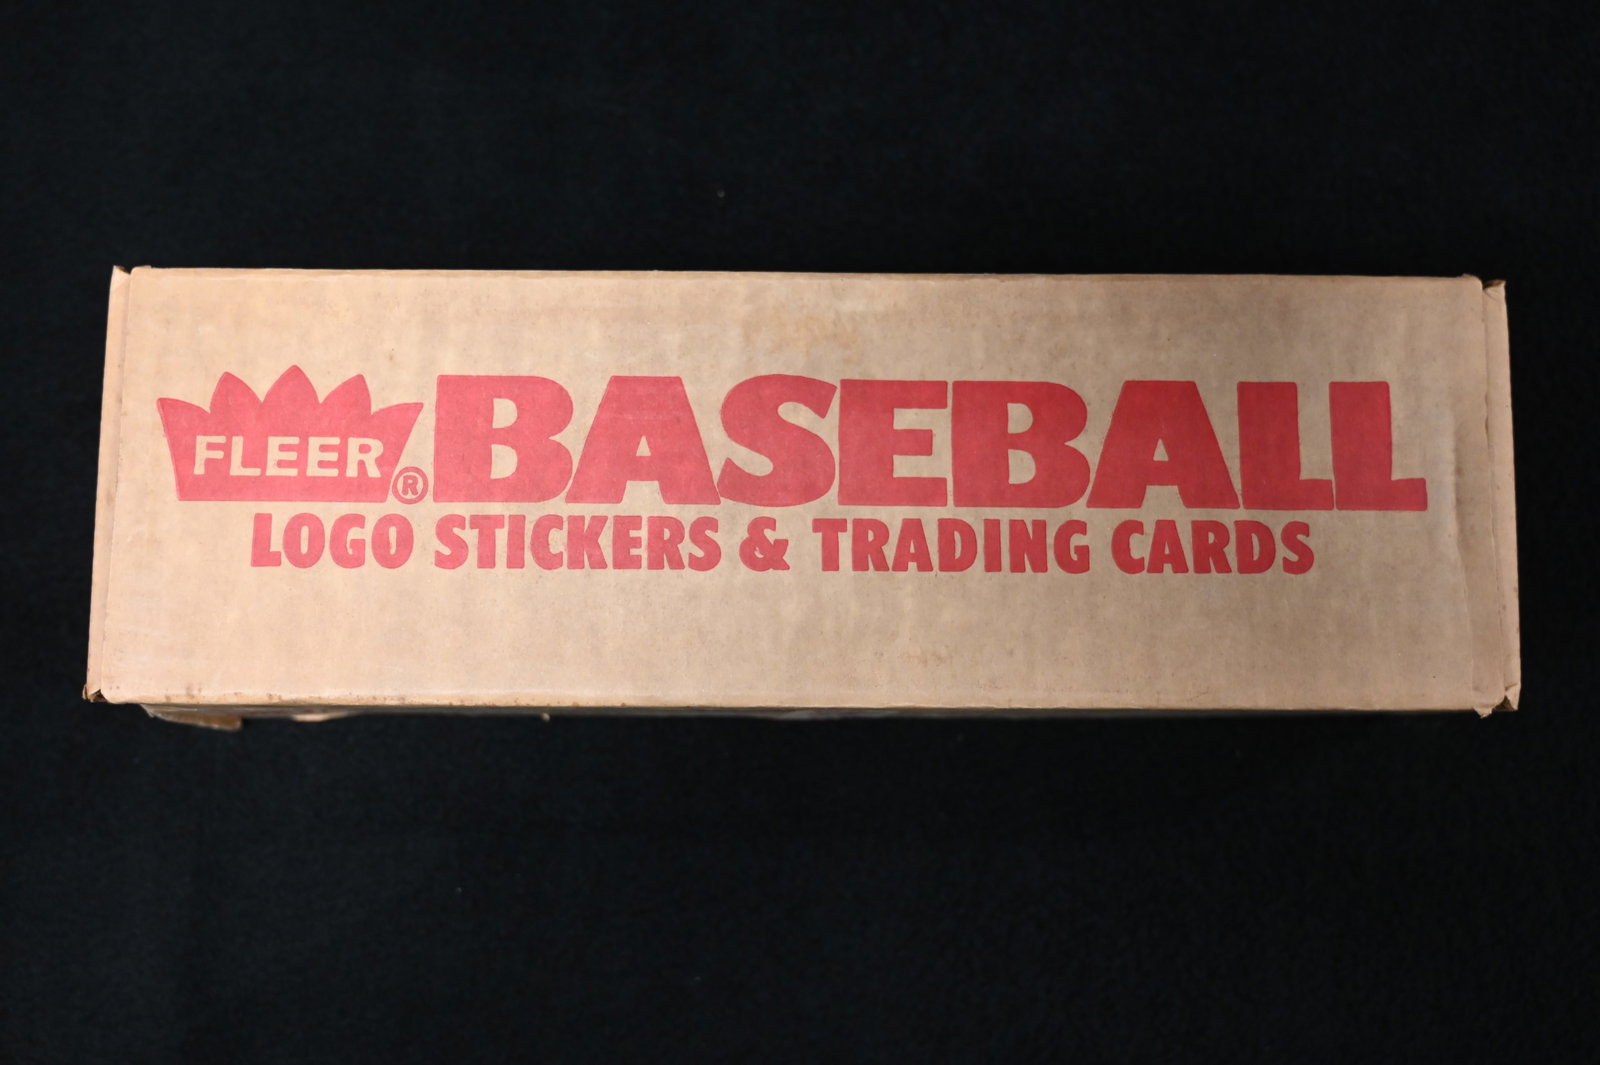 FLEER® BASEBALL
LOGO STICKERS & TRADING CARDS